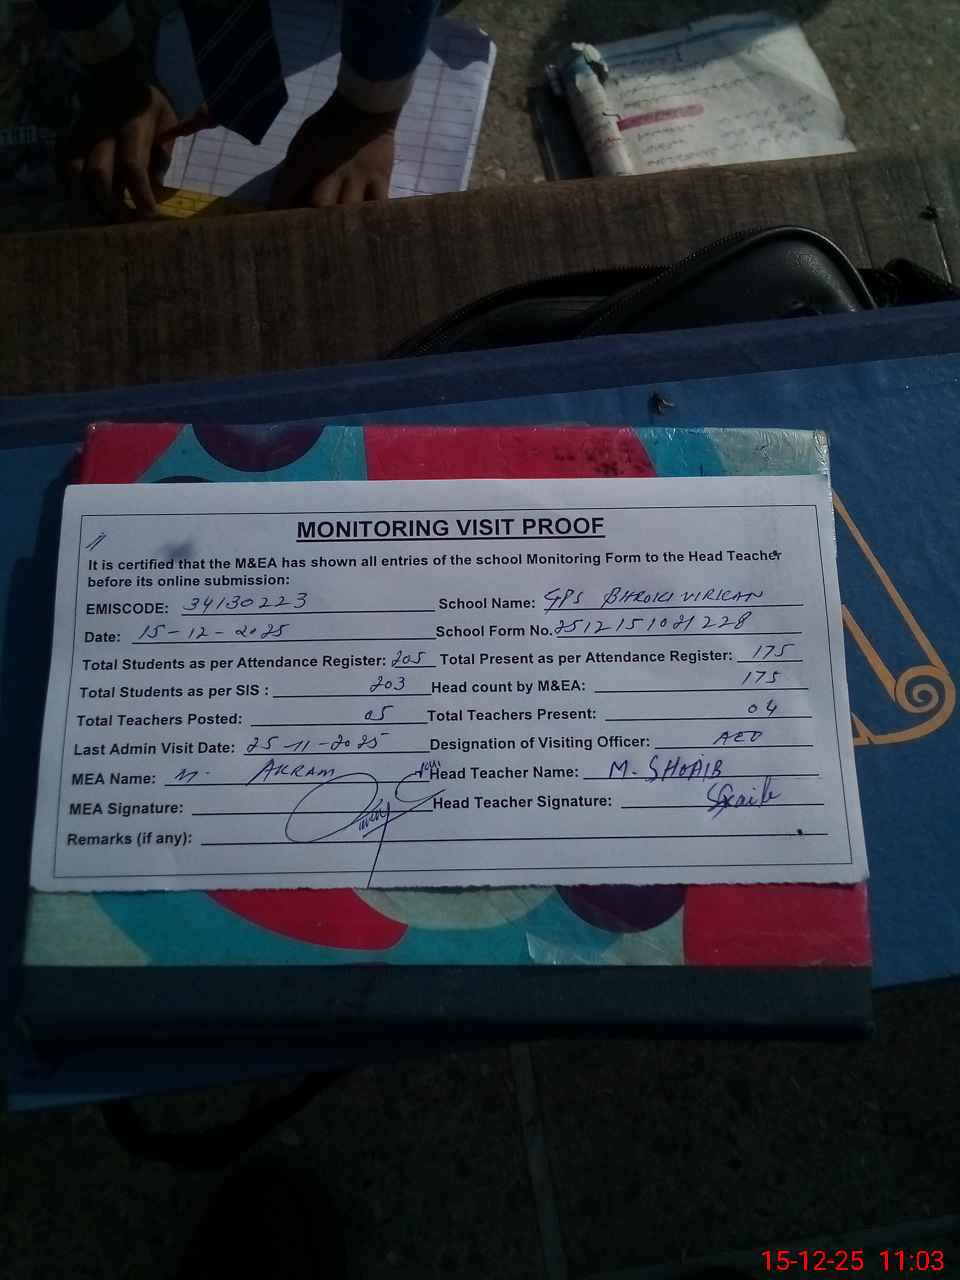 MONITORING VISIT PROOF
It is certified that the M&EA has shown all entries of the school Monitoring Form to the Head Teacher
before its online submission:
EMISCODE: 34130223 School Name: GPS BHROKI VIRKAN
Date: 15-12-2025 School Form No. 2512151021228
Total Students as per Attendance Register: 205 Total Present as per Attendance Register: 175
Total Students as per SIS : 203 Head count by M&EA: 175
Total Teachers Posted: 05 Total Teachers Present: 04
Last Admin Visit Date: 25-11-2025 Designation of Visiting Officer: AEO
MEA Name: M. AKRAM Head Teacher Name: M. SHOAIB
MEA Signature: Head Teacher Signature: Shoaib
Remarks (if any):
15-12-25 11:03